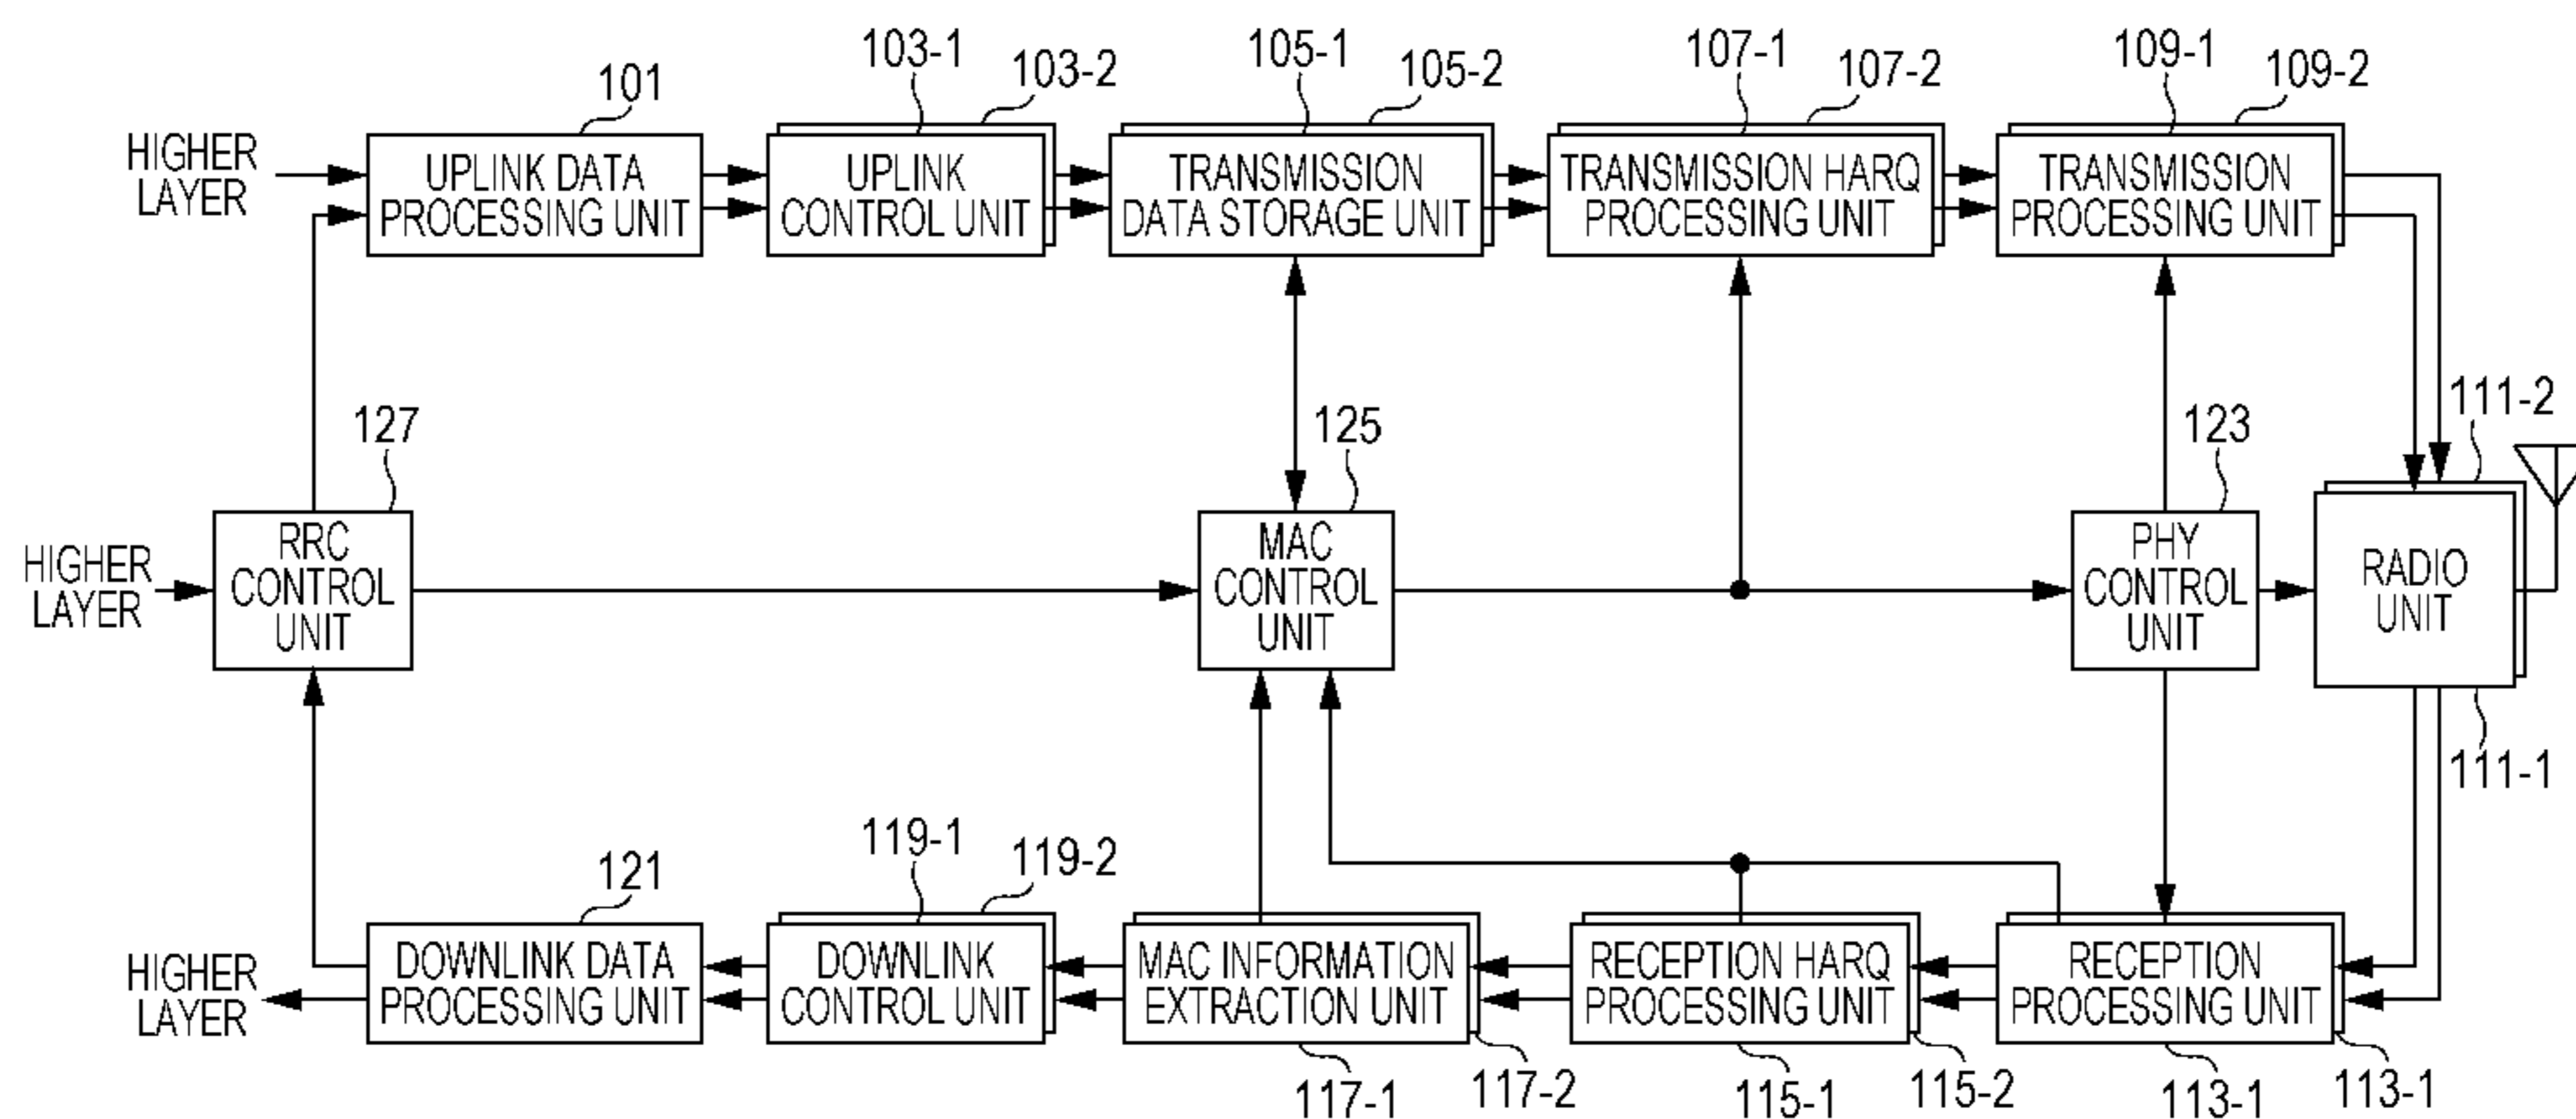 103-1
105-1
107-1
109-1
101
103-2
105-2
107-2
109-2
HIGHER
LAYER
UPLINK DATA
PROCESSING UNIT
UPLINK
CONTROL UNIT
TRANSMISSION
DATA STORAGE UNIT
TRANSMISSION HARQ
PROCESSING UNIT
TRANSMISSION
PROCESSING UNIT
127
125
123
111-2
HIGHER
LAYER
RRC
CONTROL
UNIT
MAC
CONTROL
UNIT
PHY
CONTROL
UNIT
RADIO
UNIT
111-1
121
119-1
119-2
HIGHER
LAYER
DOWNLINK DATA
PROCESSING UNIT
DOWNLINK
CONTROL UNIT
MAC INFORMATION
EXTRACTION UNIT
RECEPTION HARQ
PROCESSING UNIT
RECEPTION
PROCESSING UNIT
117-1
117-2
115-1
115-2
113-1
113-1